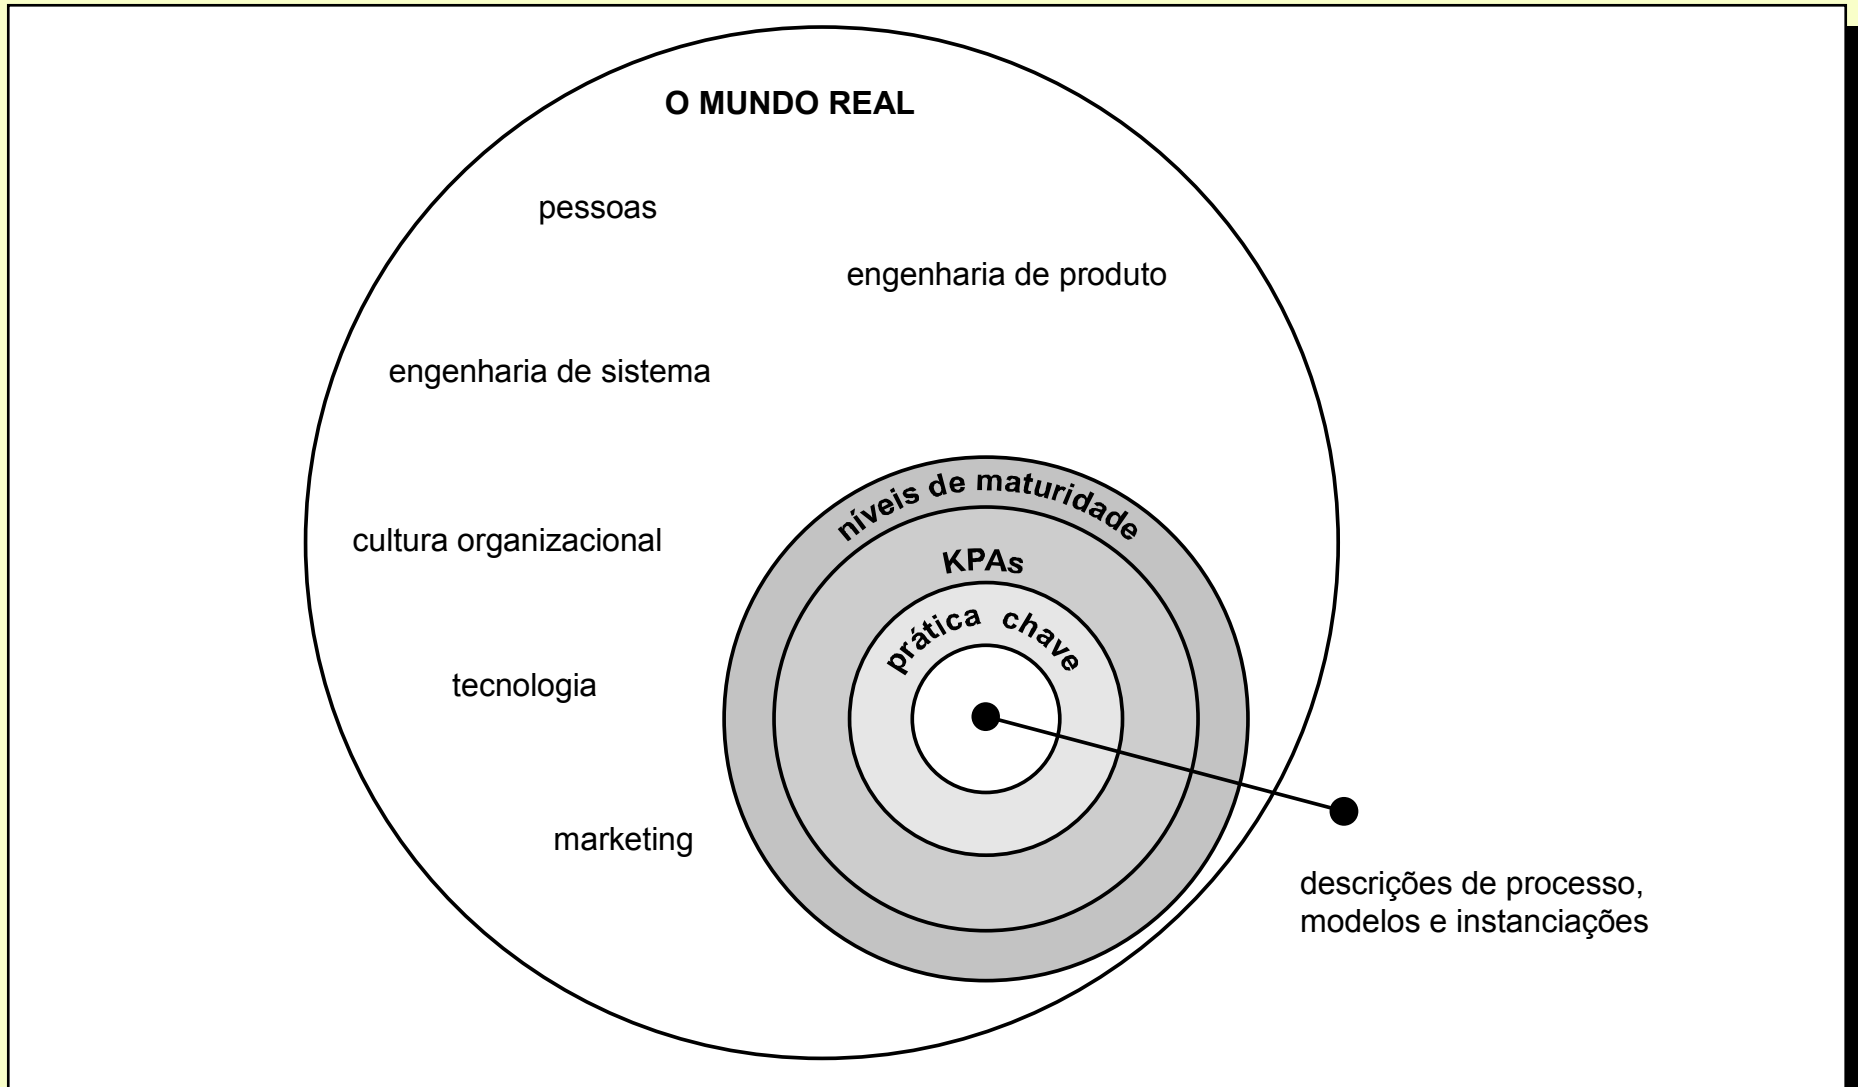 O MUNDO REAL
pessoas
engenharia de produto
engenharia de sistema
níveis de maturidade
cultura organizacional
KPAs
prática chave
tecnologia
marketing
descrições de processo,
modelos e instanciações